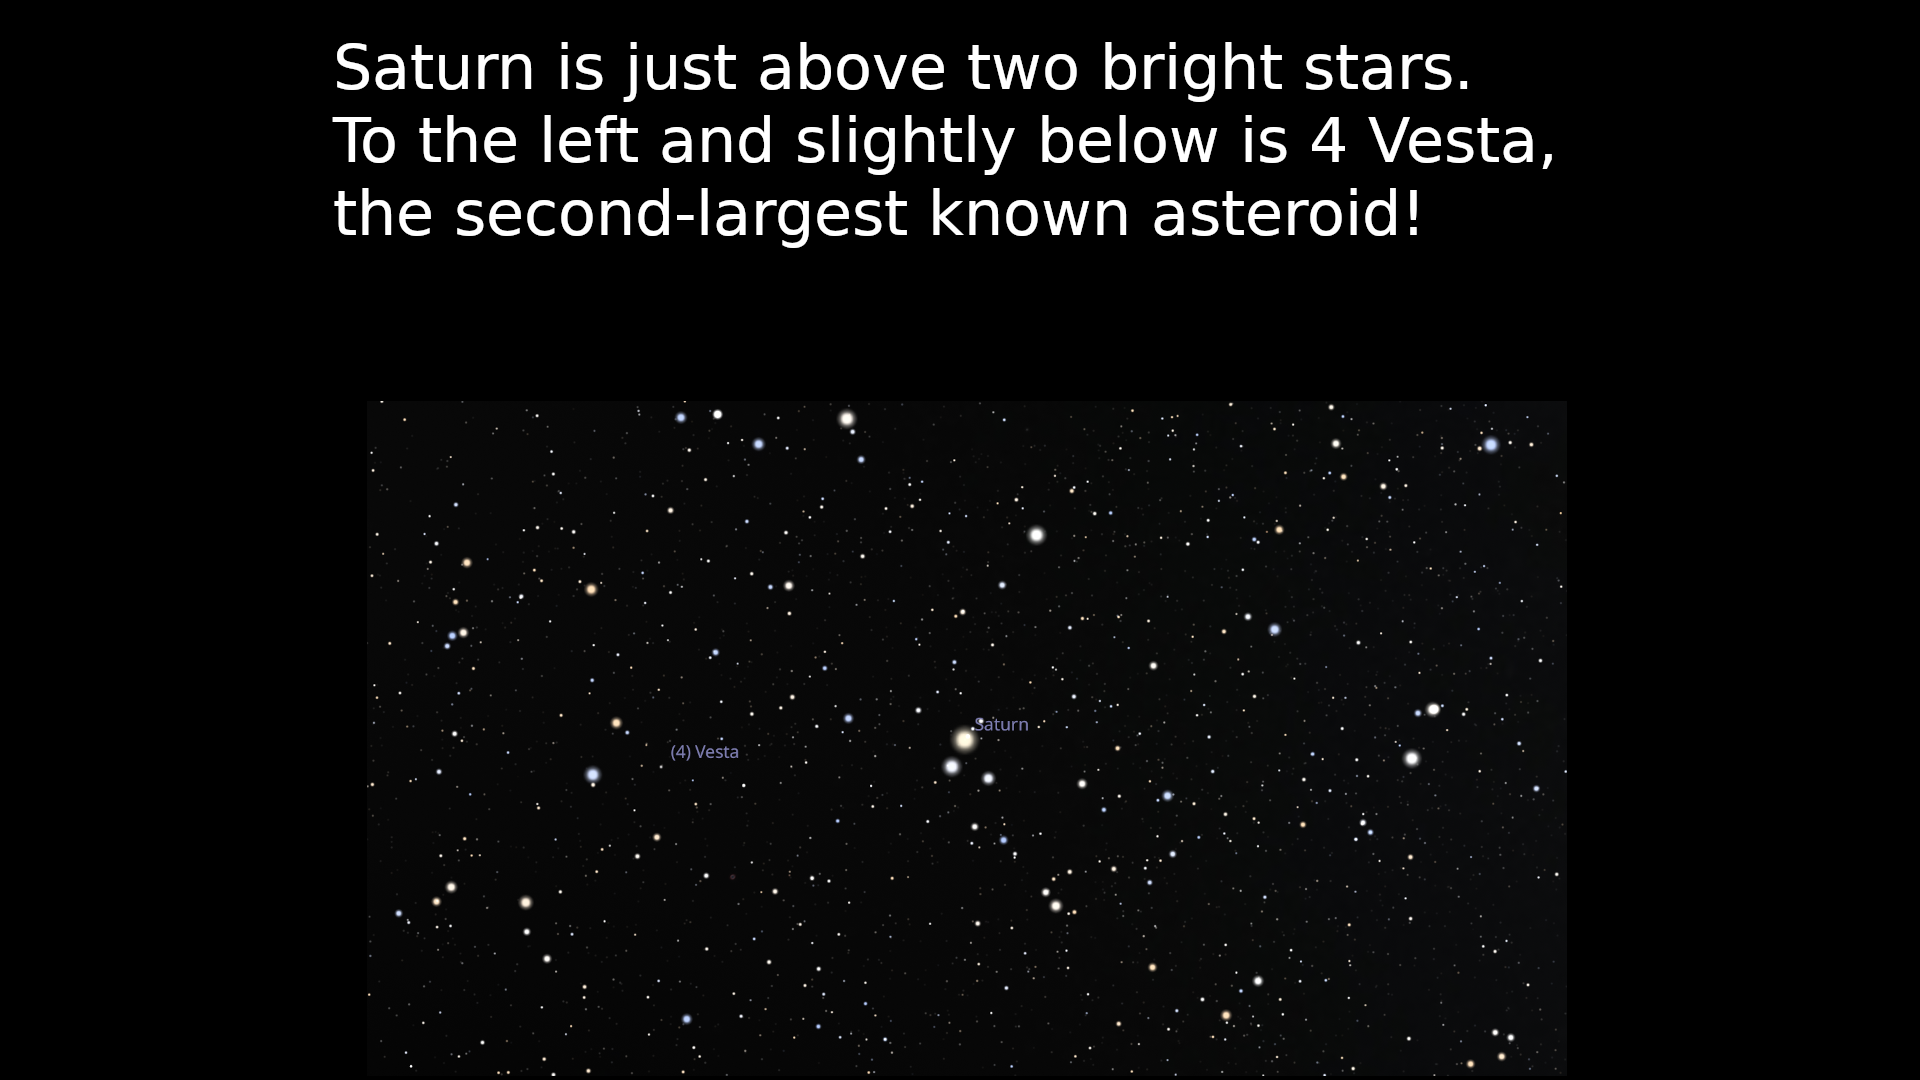 Saturn is just above two bright stars.
To the left and slightly below is 4 Vesta,
the second-largest known asteroid!
Saturn
(4) Vesta